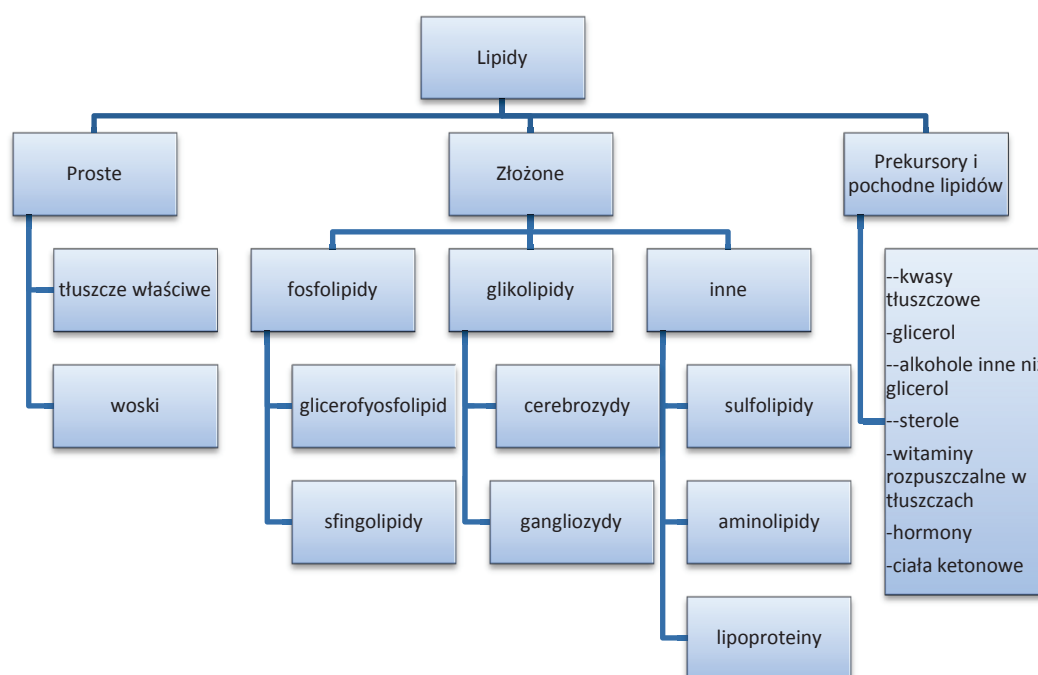 Lipidy
Proste
Złożone
Prekursory i
pochodne lipidów
tłuszcze właściwe
woski
fosfolipidy
glikolipidy
inne
glicerofyosfolipid
sfingolipidy
cerebrozydy
gangliozydy
sulfolipidy
aminolipidy
lipoproteiny
--kwasy
tłuszczowe
-glicerol
--alkohole inne niż
glicerol
--sterole
-witaminy
rozpuszczalne w
tłuszczach
-hormony
-ciała ketonowe